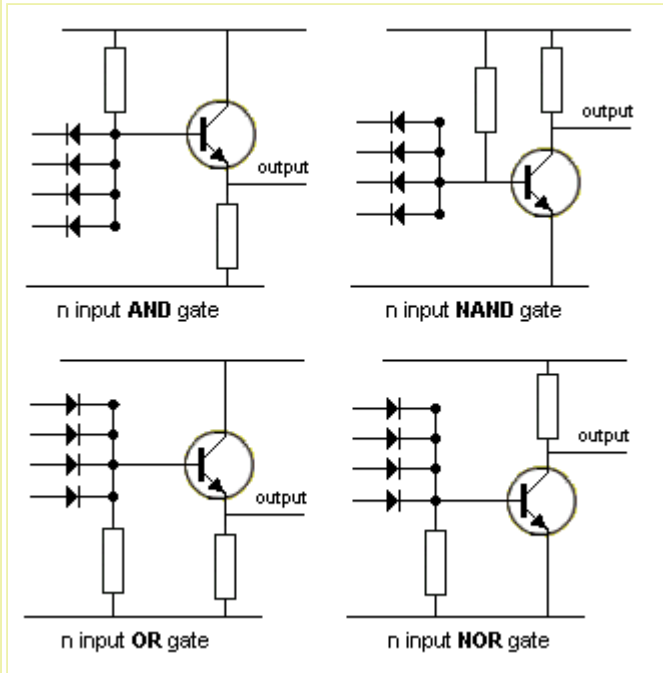 output
output
n input AND gate
n input NAND gate
output
output
n input OR gate
n input NOR gate